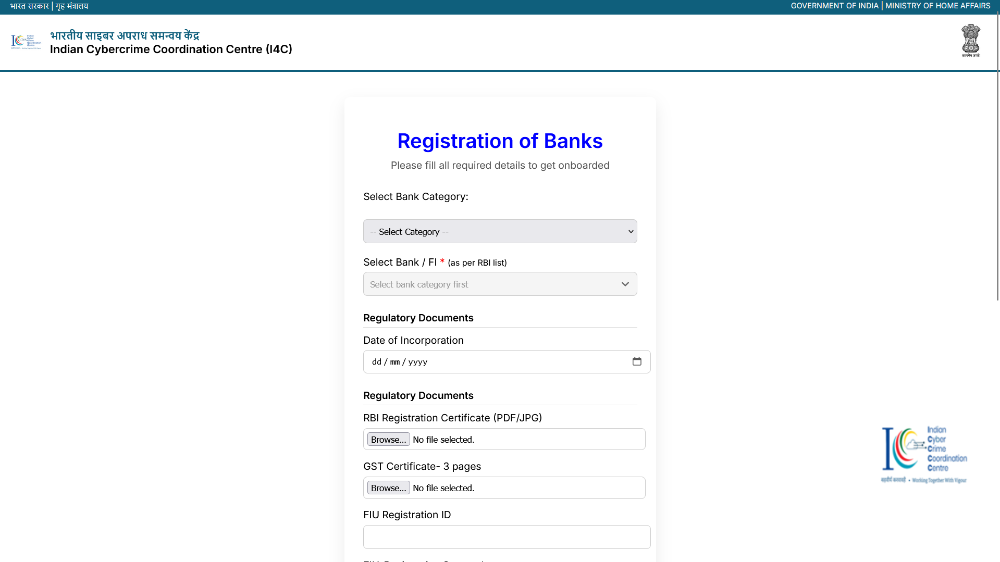 भारत सरकार | गृह मंत्रालय
GOVERNMENT OF INDIA | MINISTRY OF HOME AFFAIRS
भारतीय साइबर अपराध समन्वय केंद्र
Indian Cybercrime Coordination Centre (I4C)
सत्यमेव जयते
Registration of Banks
Please fill all required details to get onboarded
Select Bank Category:
-- Select Category --
Select Bank / FI * (as per RBI list)
Select bank category first
Regulatory Documents
Date of Incorporation
dd / mm / yyyy
Regulatory Documents
RBI Registration Certificate (PDF/JPG)
Browse... No file selected.
GST Certificate- 3 pages
Browse... No file selected.
FIU Registration ID
Indian
Cyber
Crime
Coordination
Centre
• Working Together With Vigour